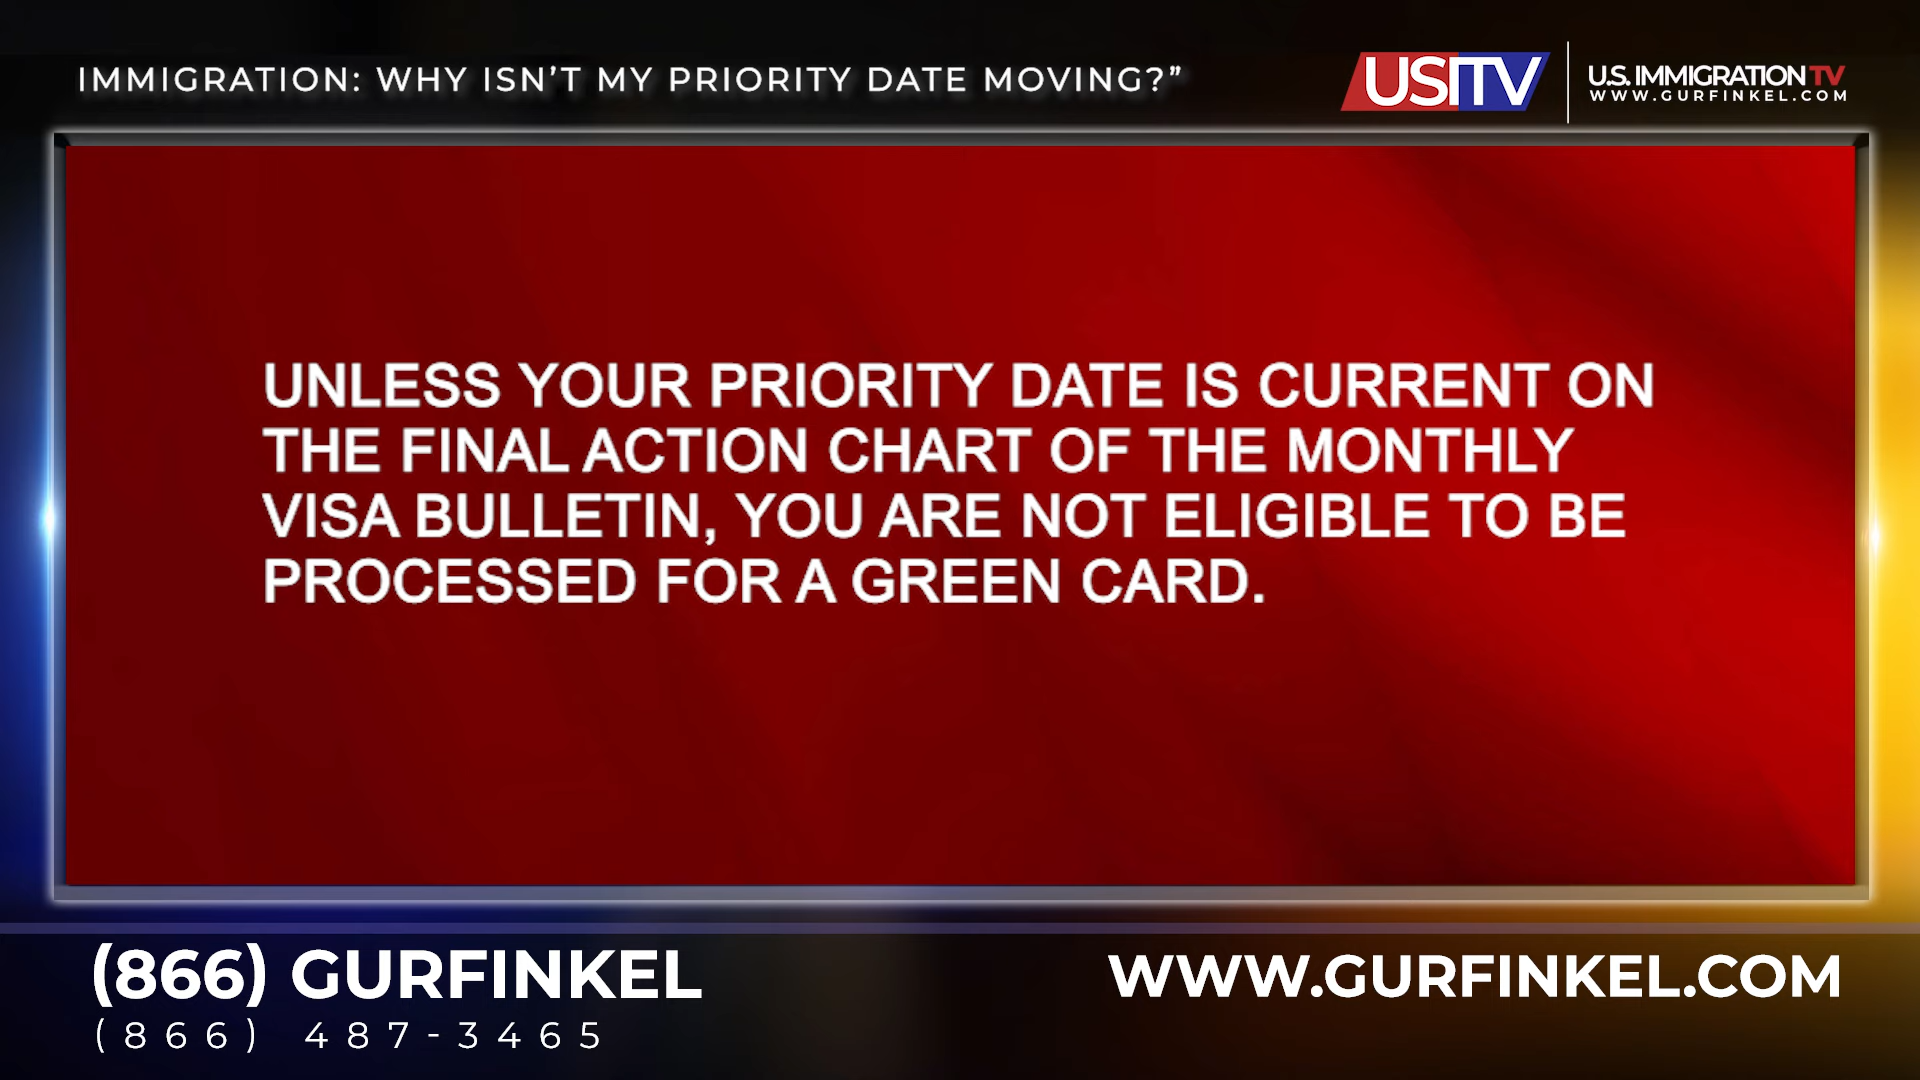 IMMIGRATION: WHY ISN’T MY PRIORITY DATE MOVING?”
USITV
U.S. IMMIGRATION TV
WWW.GURFINKEL.COM
UNLESS YOUR PRIORITY DATE IS CURRENT ON
THE FINAL ACTION CHART OF THE MONTHLY
VISA BULLETIN, YOU ARE NOT ELIGIBLE TO BE
PROCESSED FOR A GREEN CARD.
(866) GURFINKEL
(866) 487-3465
WWW.GURFINKEL.COM